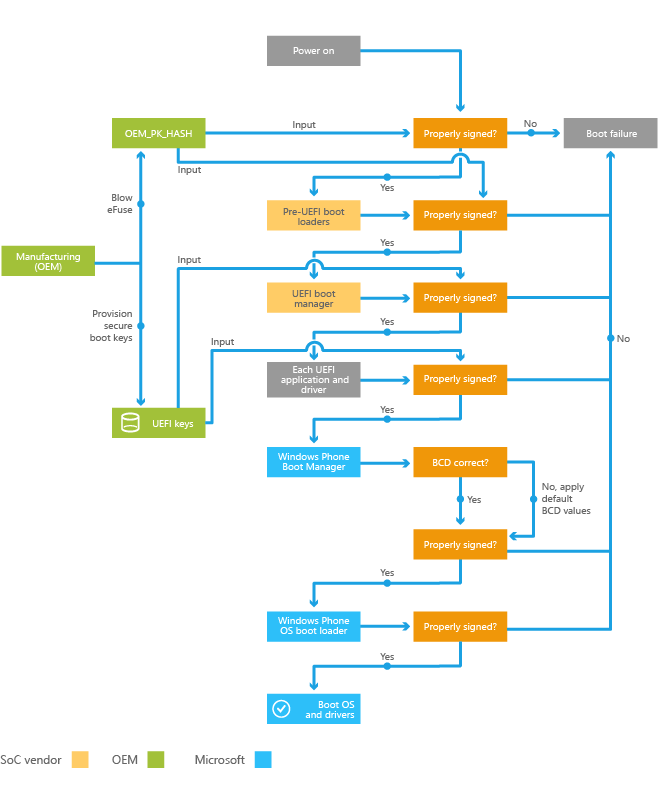 Power on
OEM_PK_HASH
Input
Properly signed?
No
Boot failure
Input
Yes
Blow
eFuse
Pre-UEFI boot
loaders
Properly signed?
Manufacturing
(OEM)
Yes
Input
UEFI boot
manager
Properly signed?
Provision
secure
boot keys
Yes
No
Input
Each UEFI
application and
driver
Properly signed?
UEFI keys
Yes
Windows Phone
Boot Manager
BCD correct?
Yes
No, apply
default
BCD values
Properly signed?
Yes
Windows Phone
OS boot loader
Properly signed?
Yes
Boot OS
and drivers
SoC vendor
OEM
Microsoft